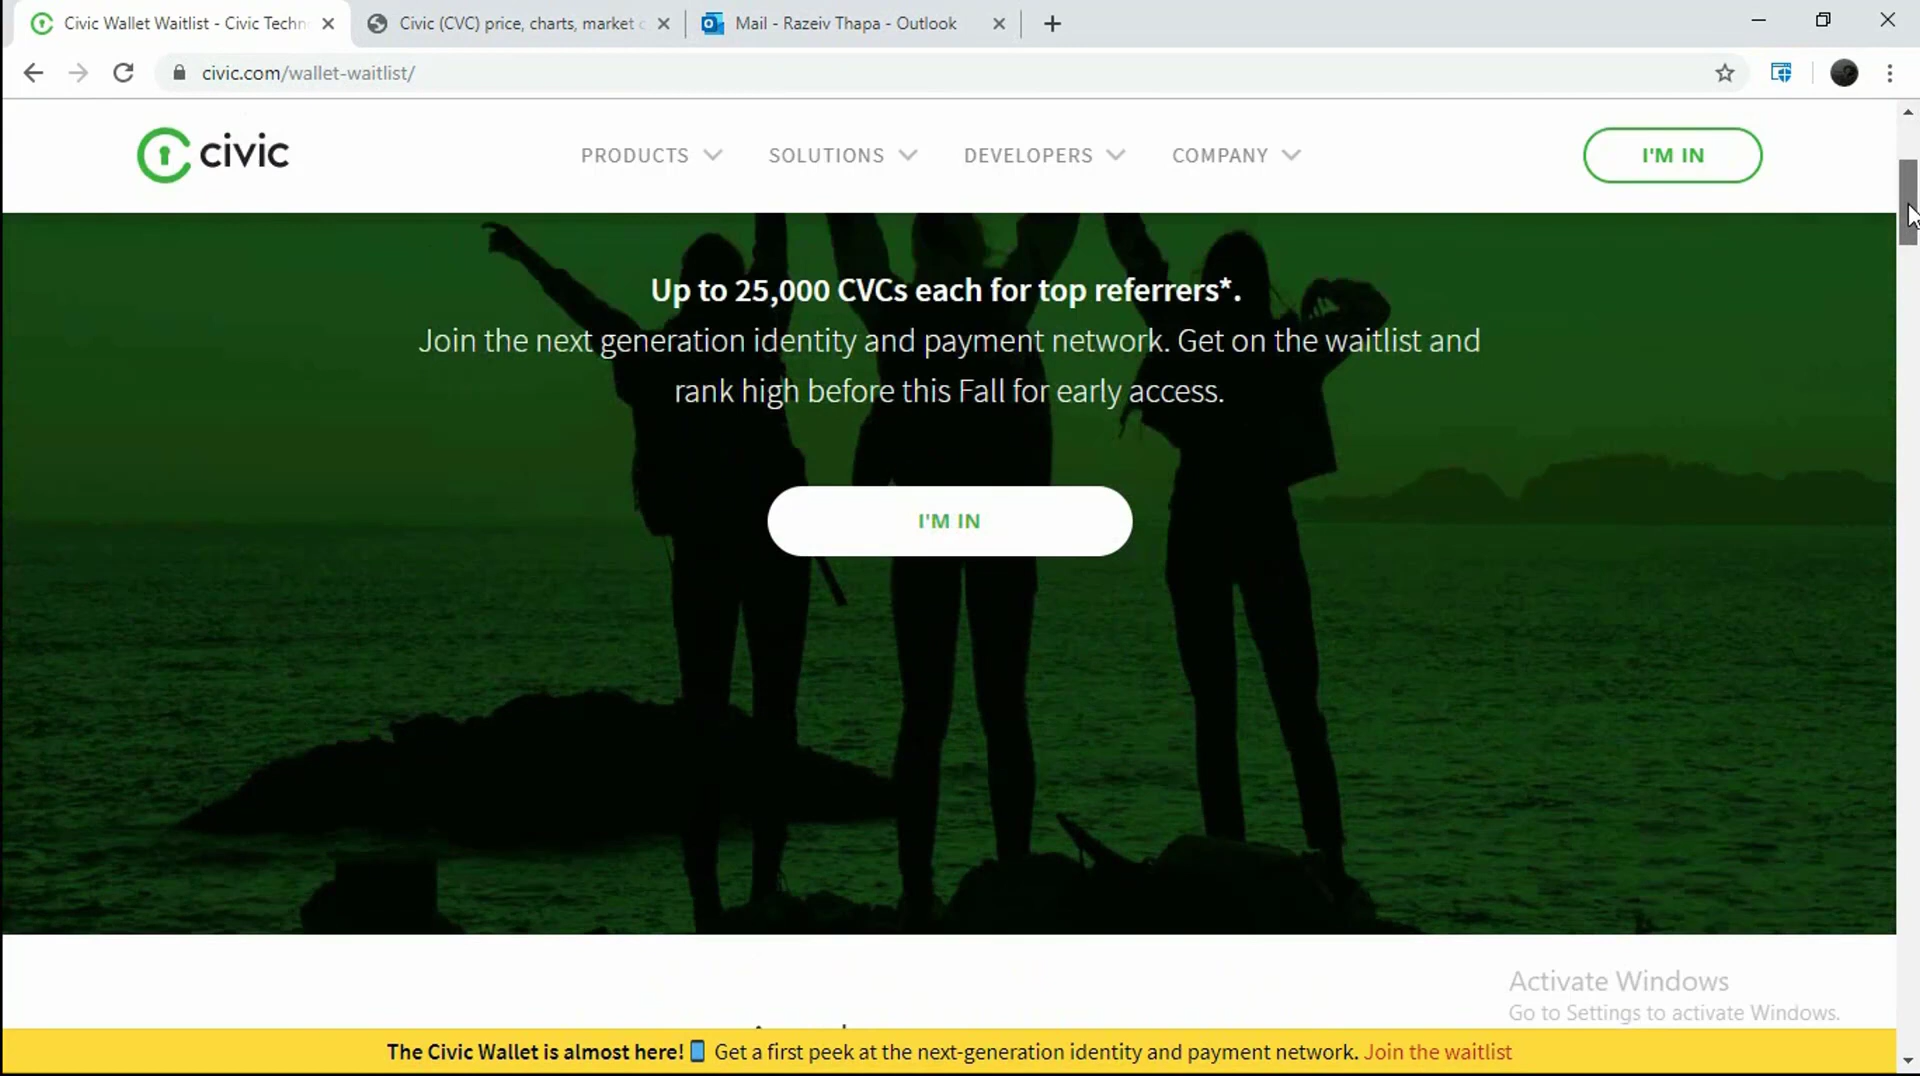 Civic Wallet Waitlist - Civic Techn
Civic (CVC) price, charts, market c
Mail - Razeiv Thapa - Outlook
civic.com/wallet-waitlist/
civic
PRODUCTS
SOLUTIONS
DEVELOPERS
COMPANY
I'M IN
Up to 25,000 CVCs each for top referrers*.
Join the next generation identity and payment network. Get on the waitlist and
rank high before this Fall for early access.
I'M IN
Activate Windows
Go to Settings to activate Windows.
The Civic Wallet is almost here! Get a first peek at the next-generation identity and payment network. Join the waitlist